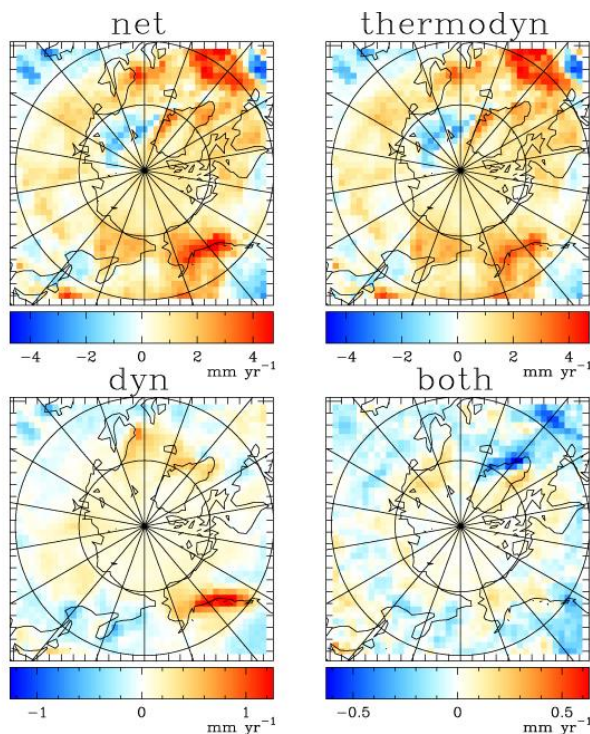 net
thermodyn
−4 −2 0 2 4
mm yr⁻¹
−4 −2 0 2 4
mm yr⁻¹
dyn
both
−1 0 1
mm yr⁻¹
−0.5 0 0.5
mm yr⁻¹